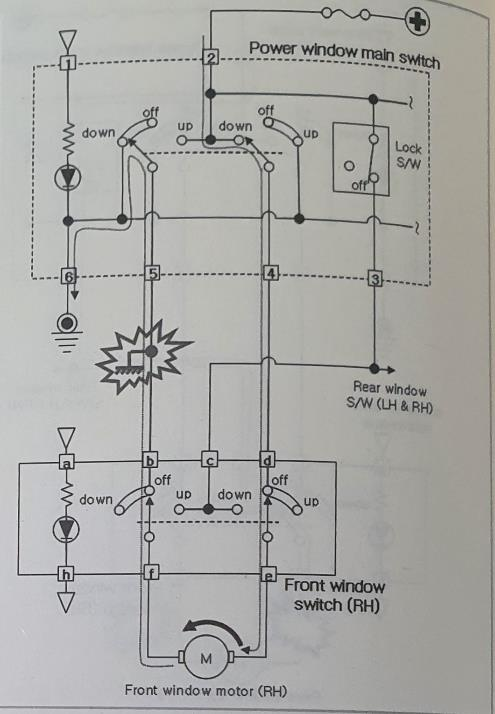 Power window main switch
1
2
off
down
up
down
off
up
Lock
S/W
off
6
5
4
3
Rear window
S/W (LH & RH)
a
b
c
d
off
down
up
down
off
up
h
f
e
Front window
switch (RH)
M
Front window motor (RH)